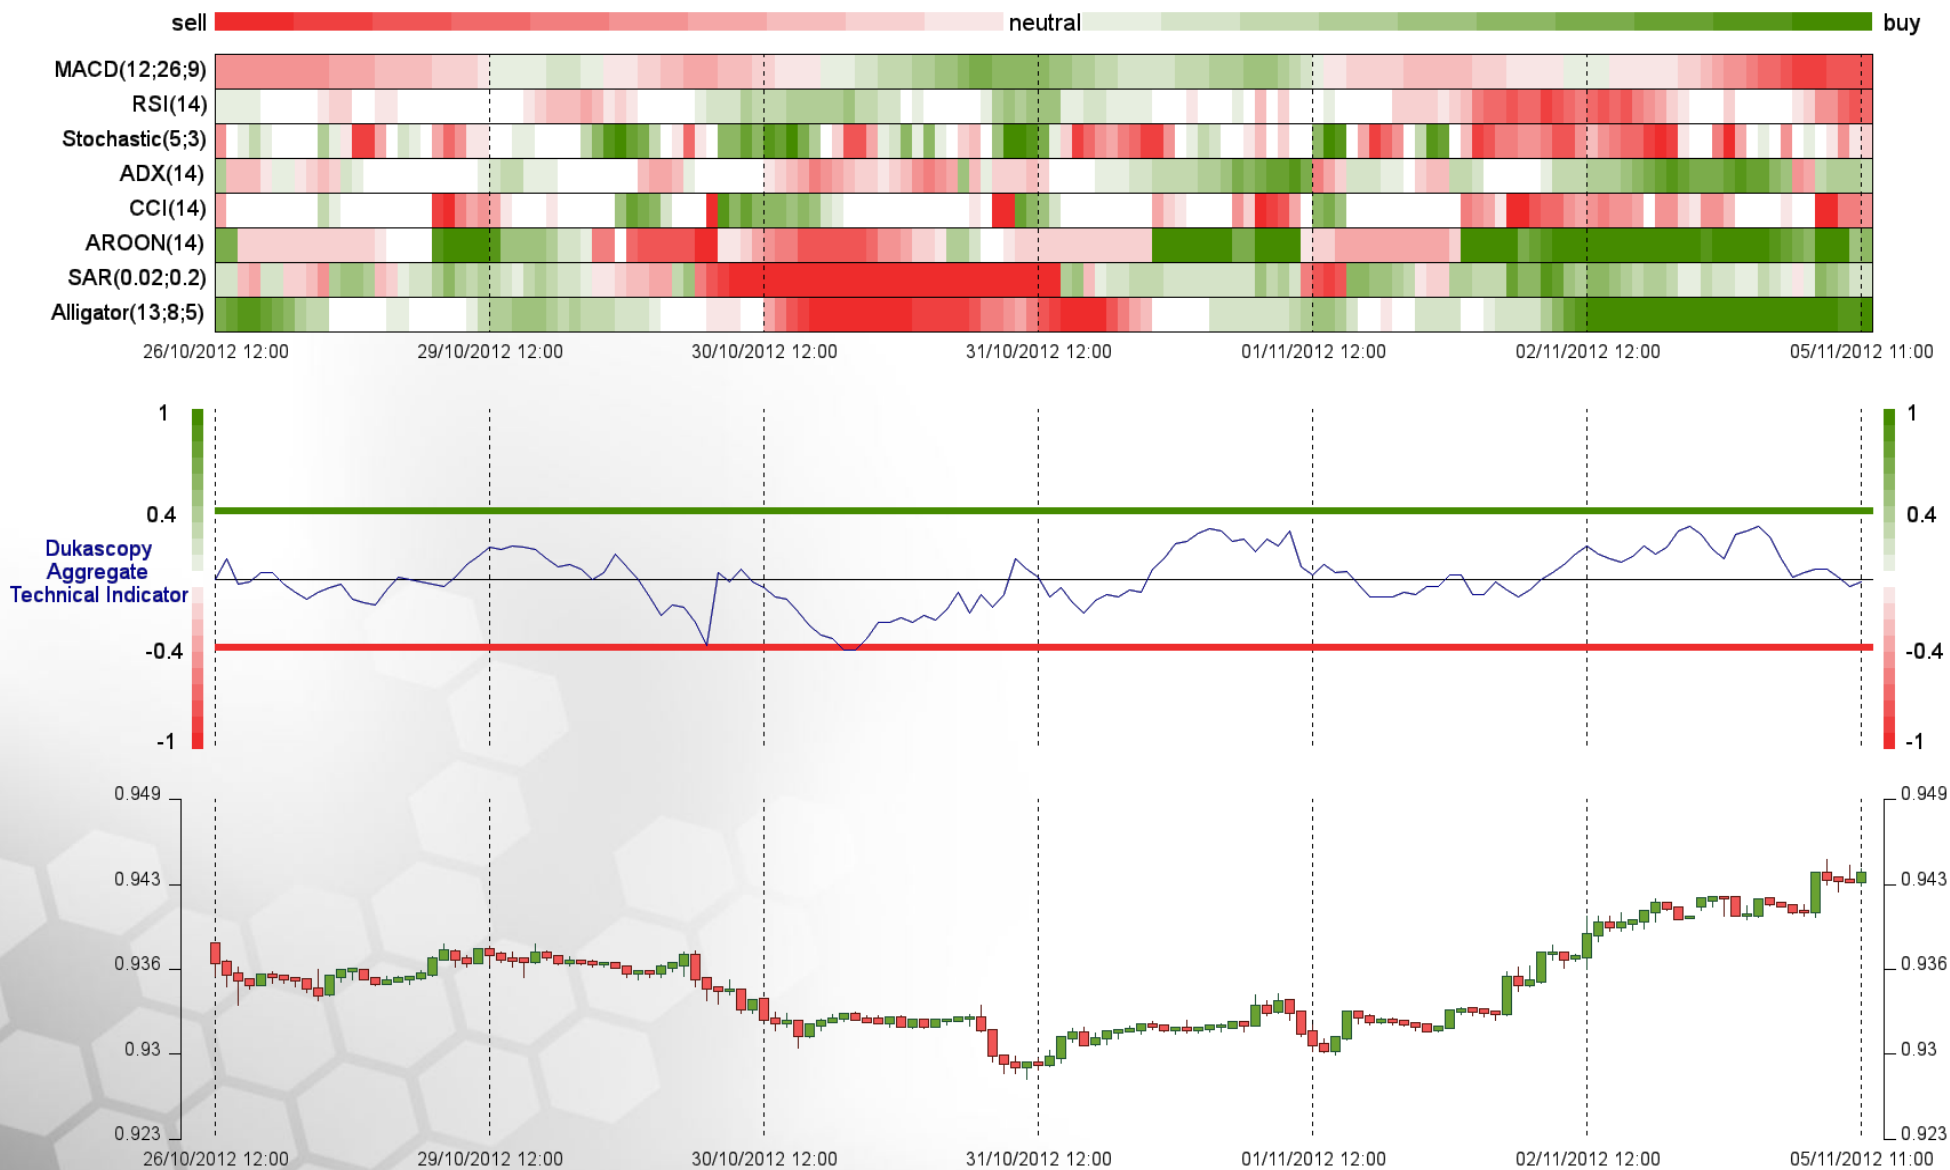 sell neutral buy
MACD(12;26;9)
RSI(14)
Stochastic(5;3)
ADX(14)
CCI(14)
AROON(14)
SAR(0.02;0.2)
Alligator(13;8;5)
26/10/2012 12:00 29/10/2012 12:00 30/10/2012 12:00 31/10/2012 12:00 01/11/2012 12:00 02/11/2012 12:00 05/11/2012 11:00
1 1
0.4 0.4
Dukascopy
Aggregate
Technical Indicator
-0.4 -0.4
-1 -1
0.949 0.949
0.943 0.943
0.936 0.936
0.93 0.93
0.923 0.923
26/10/2012 12:00 29/10/2012 12:00 30/10/2012 12:00 31/10/2012 12:00 01/11/2012 12:00 02/11/2012 12:00 05/11/2012 11:00